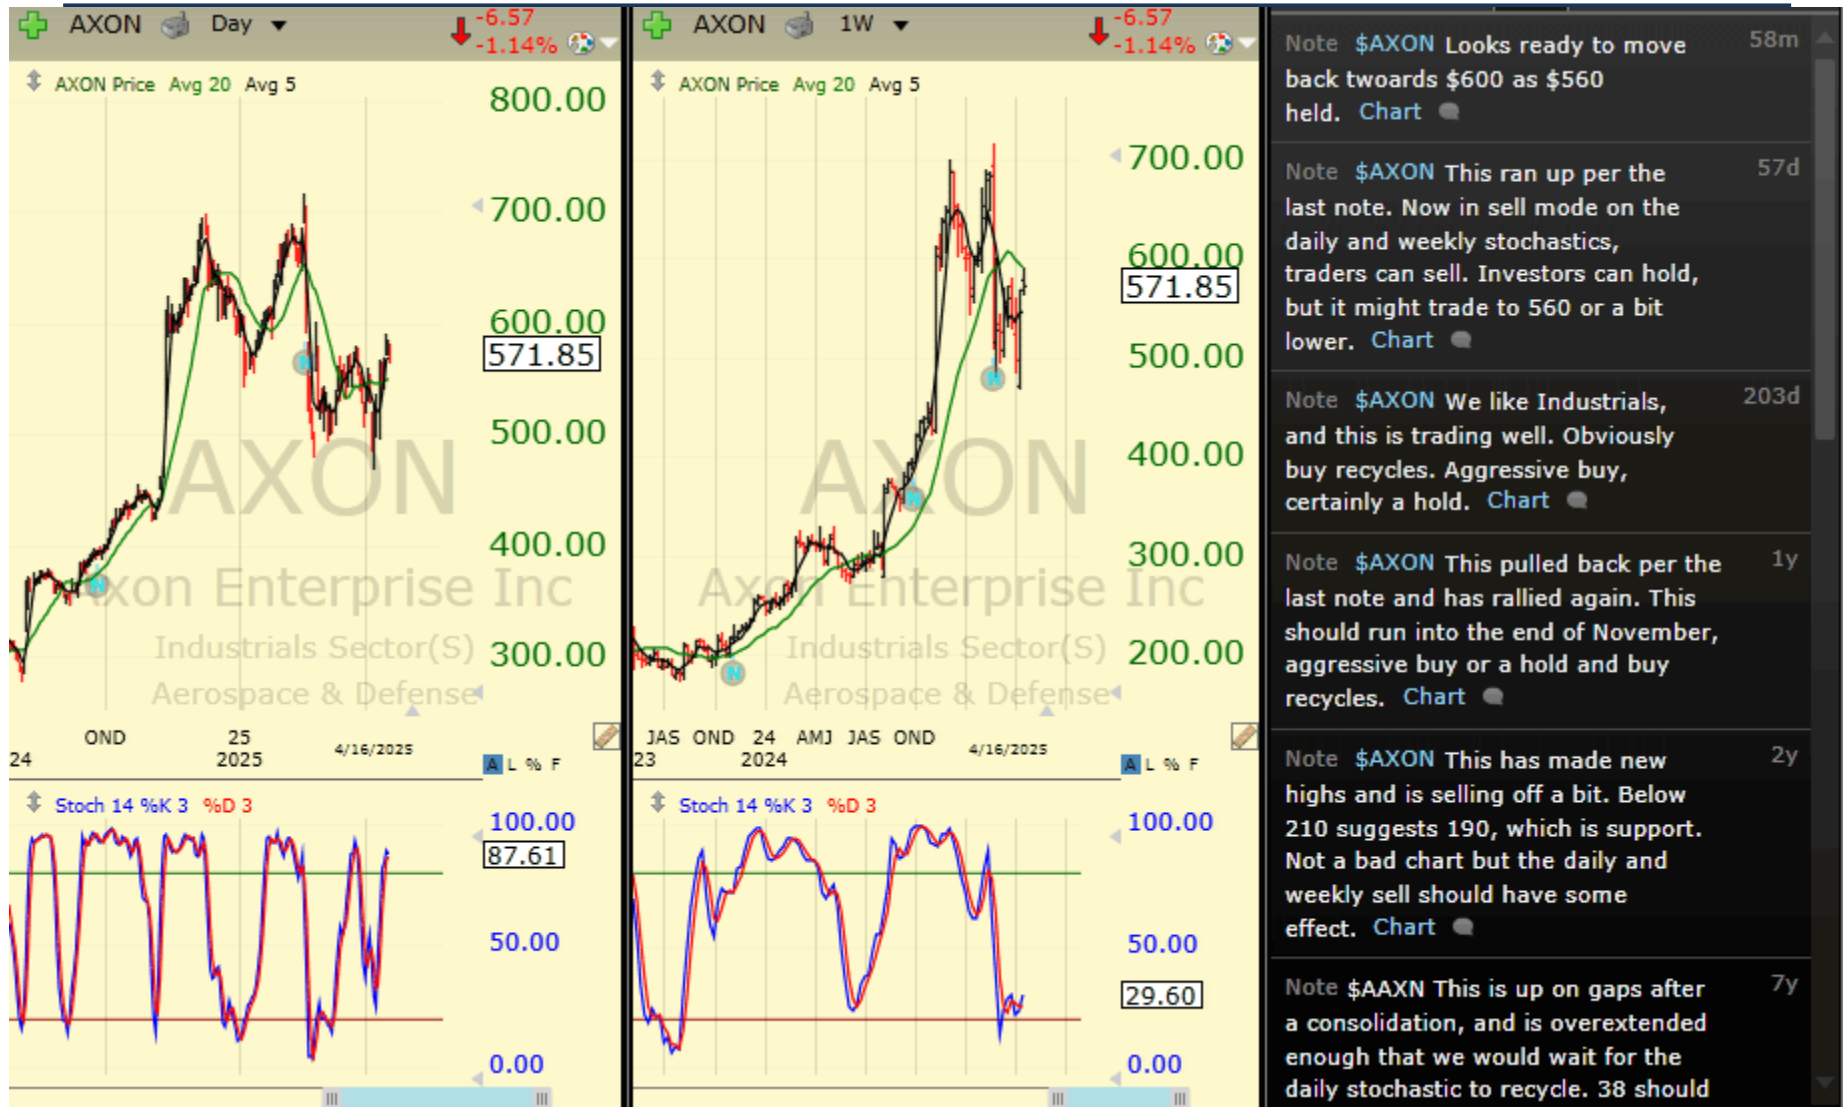 AXON Day
-6.57
-1.14%
AXON Price Avg 20 Avg 5
800.00
700.00
600.00
571.85
500.00
400.00
300.00
AXON
Axon Enterprise Inc
Industrials Sector(S)
Aerospace & Defense
N
N
OND 25
24 2025 4/16/2025
A L % F
Stoch 14 %K 3 %D 3
100.00
87.61
50.00
0.00
AXON 1W
-6.57
-1.14%
AXON Price Avg 20 Avg 5
700.00
600.00
571.85
500.00
400.00
300.00
200.00
AXON
Axon Enterprise Inc
Industrials Sector(S)
Aerospace & Defense
N
N
N
JAS OND 24 AMJ JAS OND
23 2024 4/16/2025
A L % F
Stoch 14 %K 3 %D 3
100.00
50.00
29.60
0.00
Note $AXON Looks ready to move 58m
back twoards $600 as $560
held. Chart
Note $AXON This ran up per the 57d
last note. Now in sell mode on the
daily and weekly stochastics,
traders can sell. Investors can hold,
but it might trade to 560 or a bit
lower. Chart
Note $AXON We like Industrials, 203d
and this is trading well. Obviously
buy recycles. Aggressive buy,
certainly a hold. Chart
Note $AXON This pulled back per the 1y
last note and has rallied again. This
should run into the end of November,
aggressive buy or a hold and buy
recycles. Chart
Note $AXON This has made new 2y
highs and is selling off a bit. Below
210 suggests 190, which is support.
Not a bad chart but the daily and
weekly sell should have some
effect. Chart
Note $AAXN This is up on gaps after 7y
a consolidation, and is overextended
enough that we would wait for the
daily stochastic to recycle. 38 should